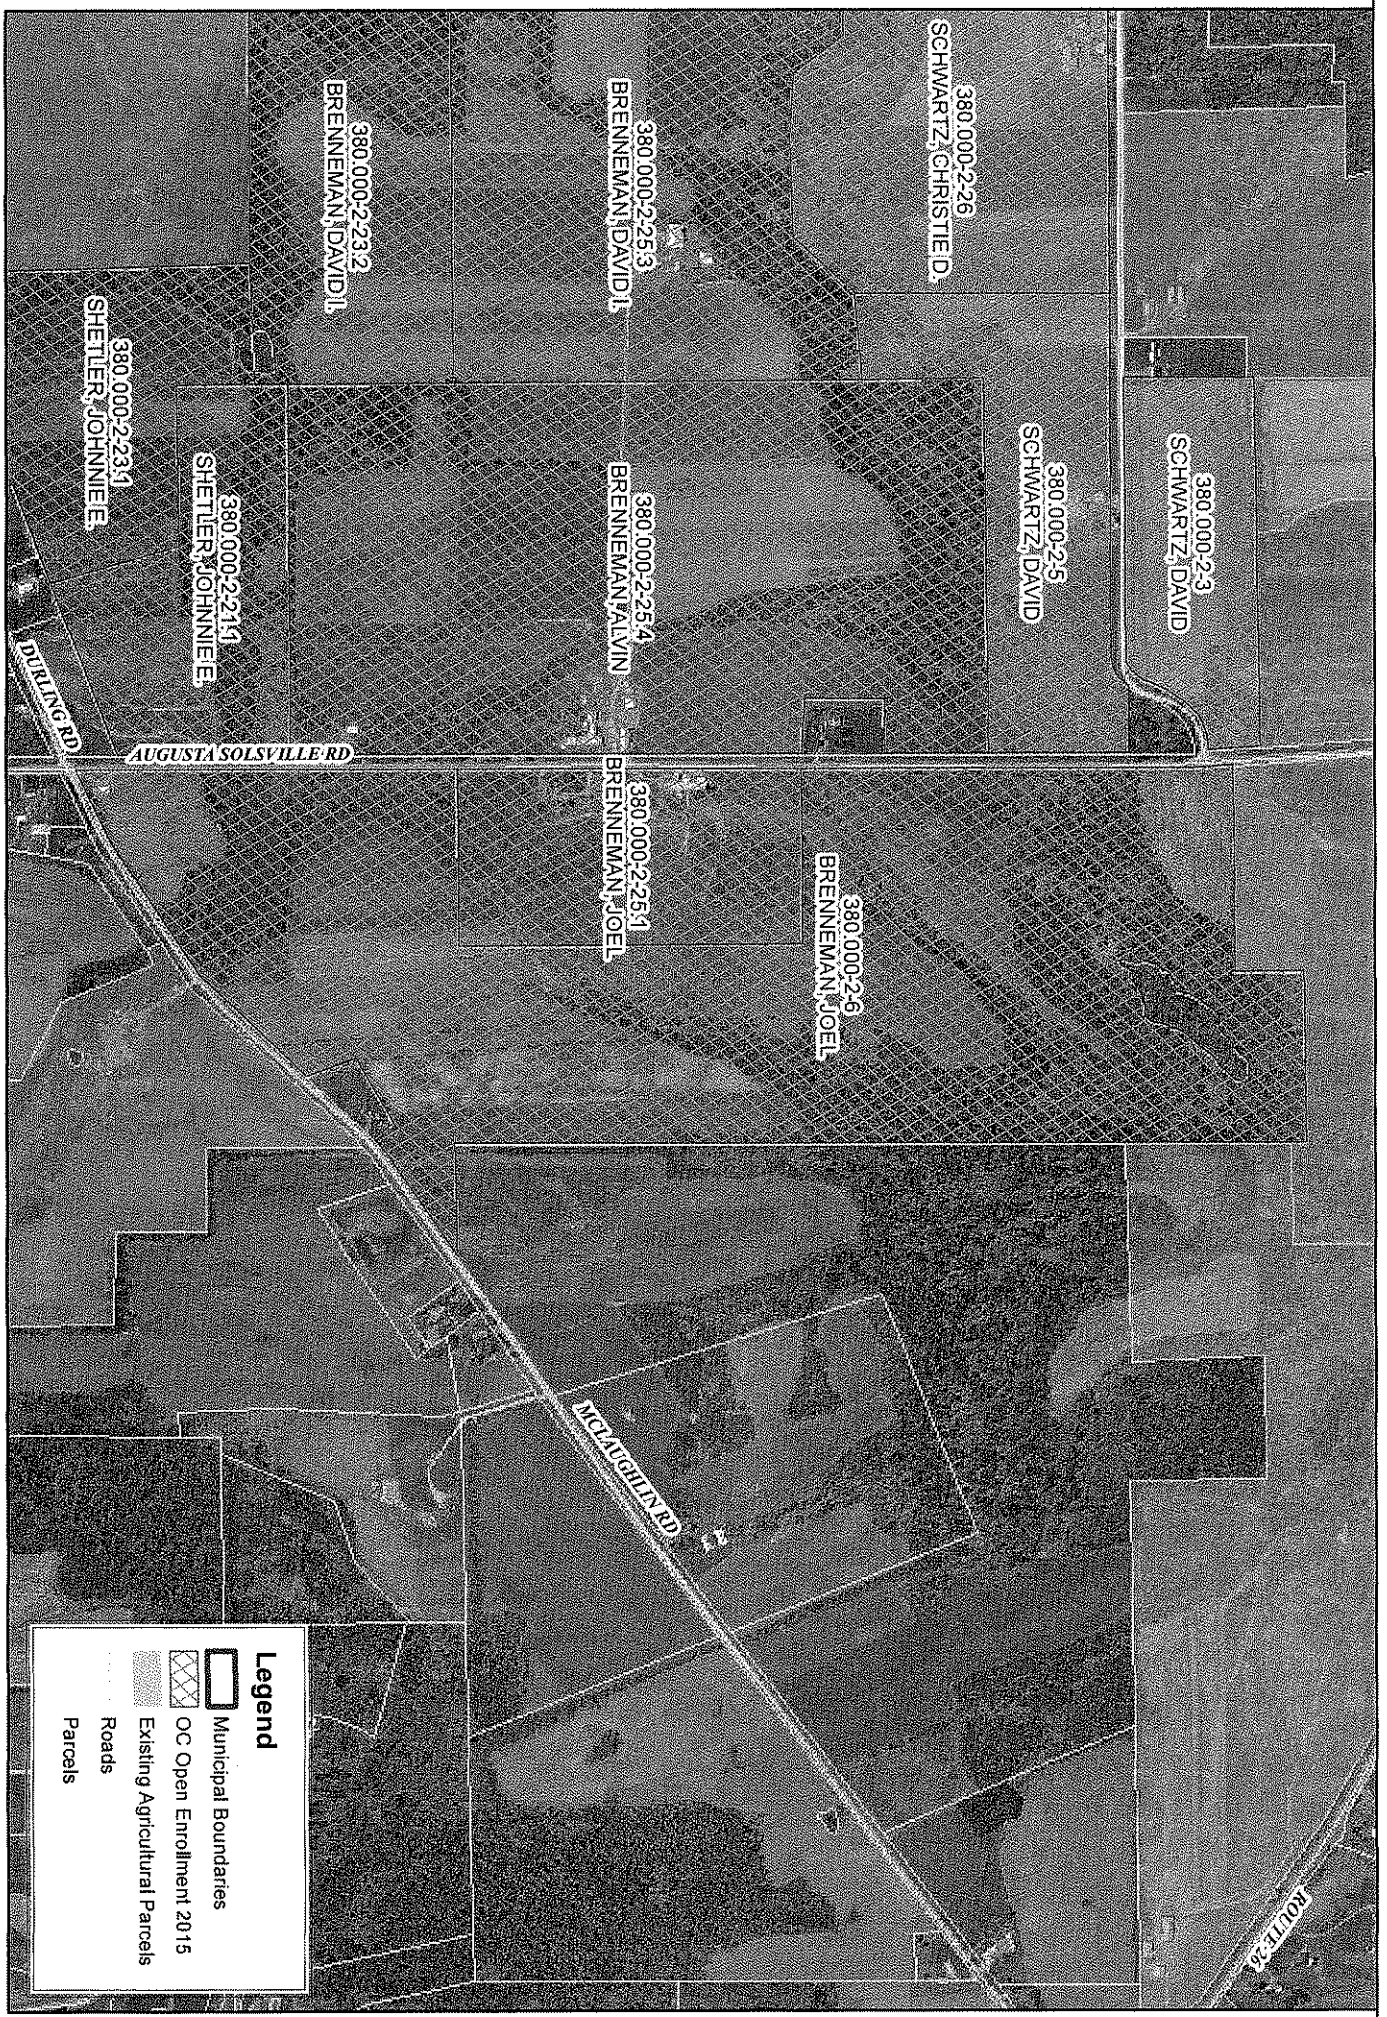 380.000-2-26
SCHWARTZ, CHRISTIE D.
380.000-2-25.3
BRENNEMAN, DAVID I.
380.000-2-23.2
BRENNEMAN, DAVID I.
380.000-2-23.1
SHETLER, JOHNNIE E.
380.000-2-3
SCHWARTZ, DAVID
380.000-2-5
SCHWARTZ, DAVID
380.000-2-25.4
BRENNEMAN, ALVIN
380.000-2-21.1
SHETLER, JOHNNIE E.
DURLING RD
AUGUSTA SOLSVILLE RD
380.000-2-25.1
BRENNEMAN, JOEL
380.000-2-6
BRENNEMAN, JOEL
MCLAUGHLIN RD
ROUTE 26
Legend
Municipal Boundaries
OC Open Enrollment 2015
Existing Agricultural Parcels
Roads
Parcels